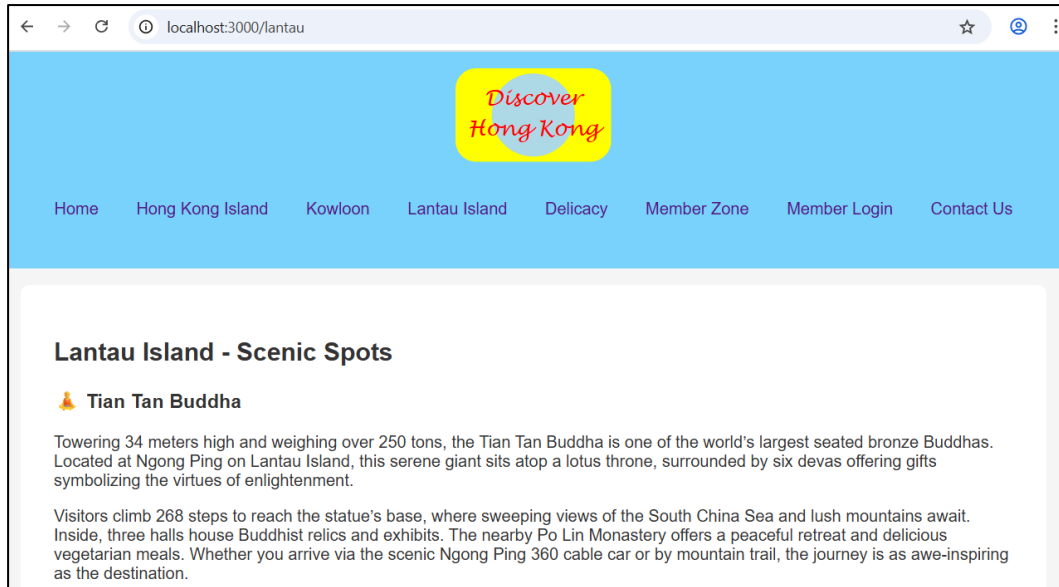 localhost:3000/lantau
Discover
Hong Kong
Home Hong Kong Island Kowloon Lantau Island Delicacy Member Zone Member Login Contact Us
Lantau Island - Scenic Spots
Tian Tan Buddha
Towering 34 meters high and weighing over 250 tons, the Tian Tan Buddha is one of the world’s largest seated bronze Buddhas.
Located at Ngong Ping on Lantau Island, this serene giant sits atop a lotus throne, surrounded by six devas offering gifts
symbolizing the virtues of enlightenment.
Visitors climb 268 steps to reach the statue’s base, where sweeping views of the South China Sea and lush mountains await.
Inside, three halls house Buddhist relics and exhibits. The nearby Po Lin Monastery offers a peaceful retreat and delicious
vegetarian meals. Whether you arrive via the scenic Ngong Ping 360 cable car or by mountain trail, the journey is as awe-inspiring
as the destination.